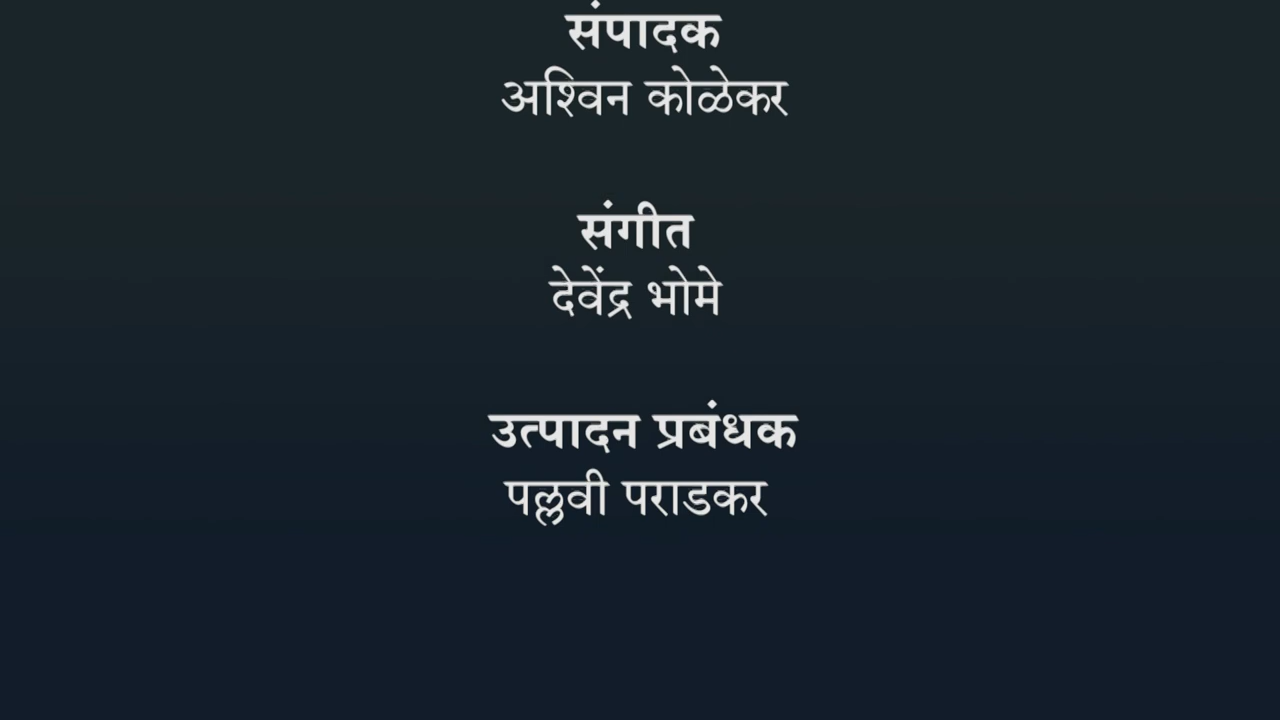 संपादक
अश्विन कोळेकर
संगीत
देवेंद्र भोमे
उत्पादन प्रबंधक
पल्लवी पराडकर